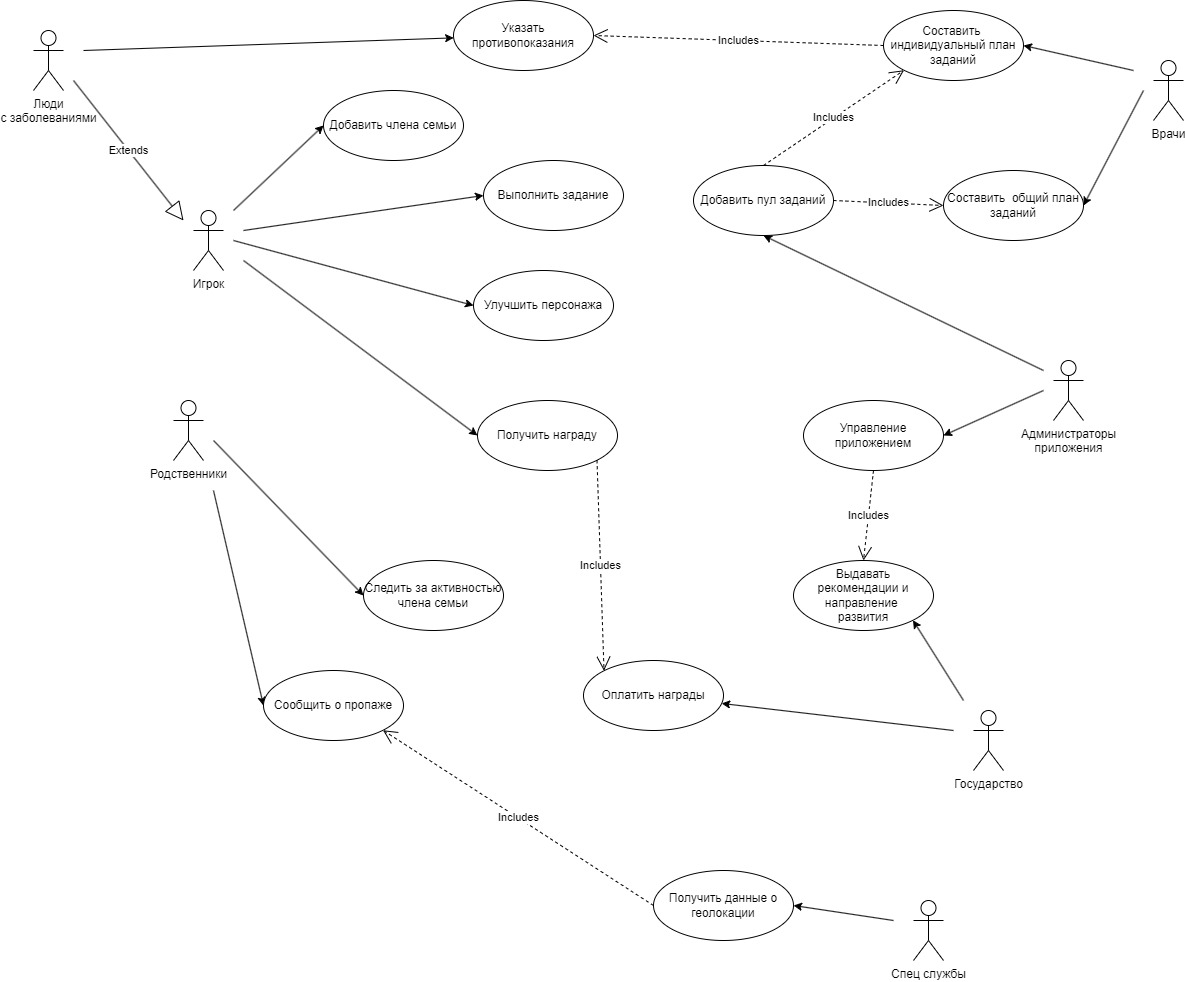 Указать
противопоказания
Includes
Составить
индивидуальный план
заданий
Люди
с заболеваниями
Врачи
Extends
Добавить члена семьи
Includes
Выполнить задание
Добавить пул заданий
Includes
Составить общий план
заданий
Игрок
Улучшить персонажа
Получить награду
Управление
приложением
Администраторы
приложения
Родственники
Includes
Includes
Следить за активностью
члена семьи
Выдавать
рекомендации и
направление
развития
Сообщить о пропаже
Оплатить награды
Государство
Includes
Получить данные о
геолокации
Спец службы